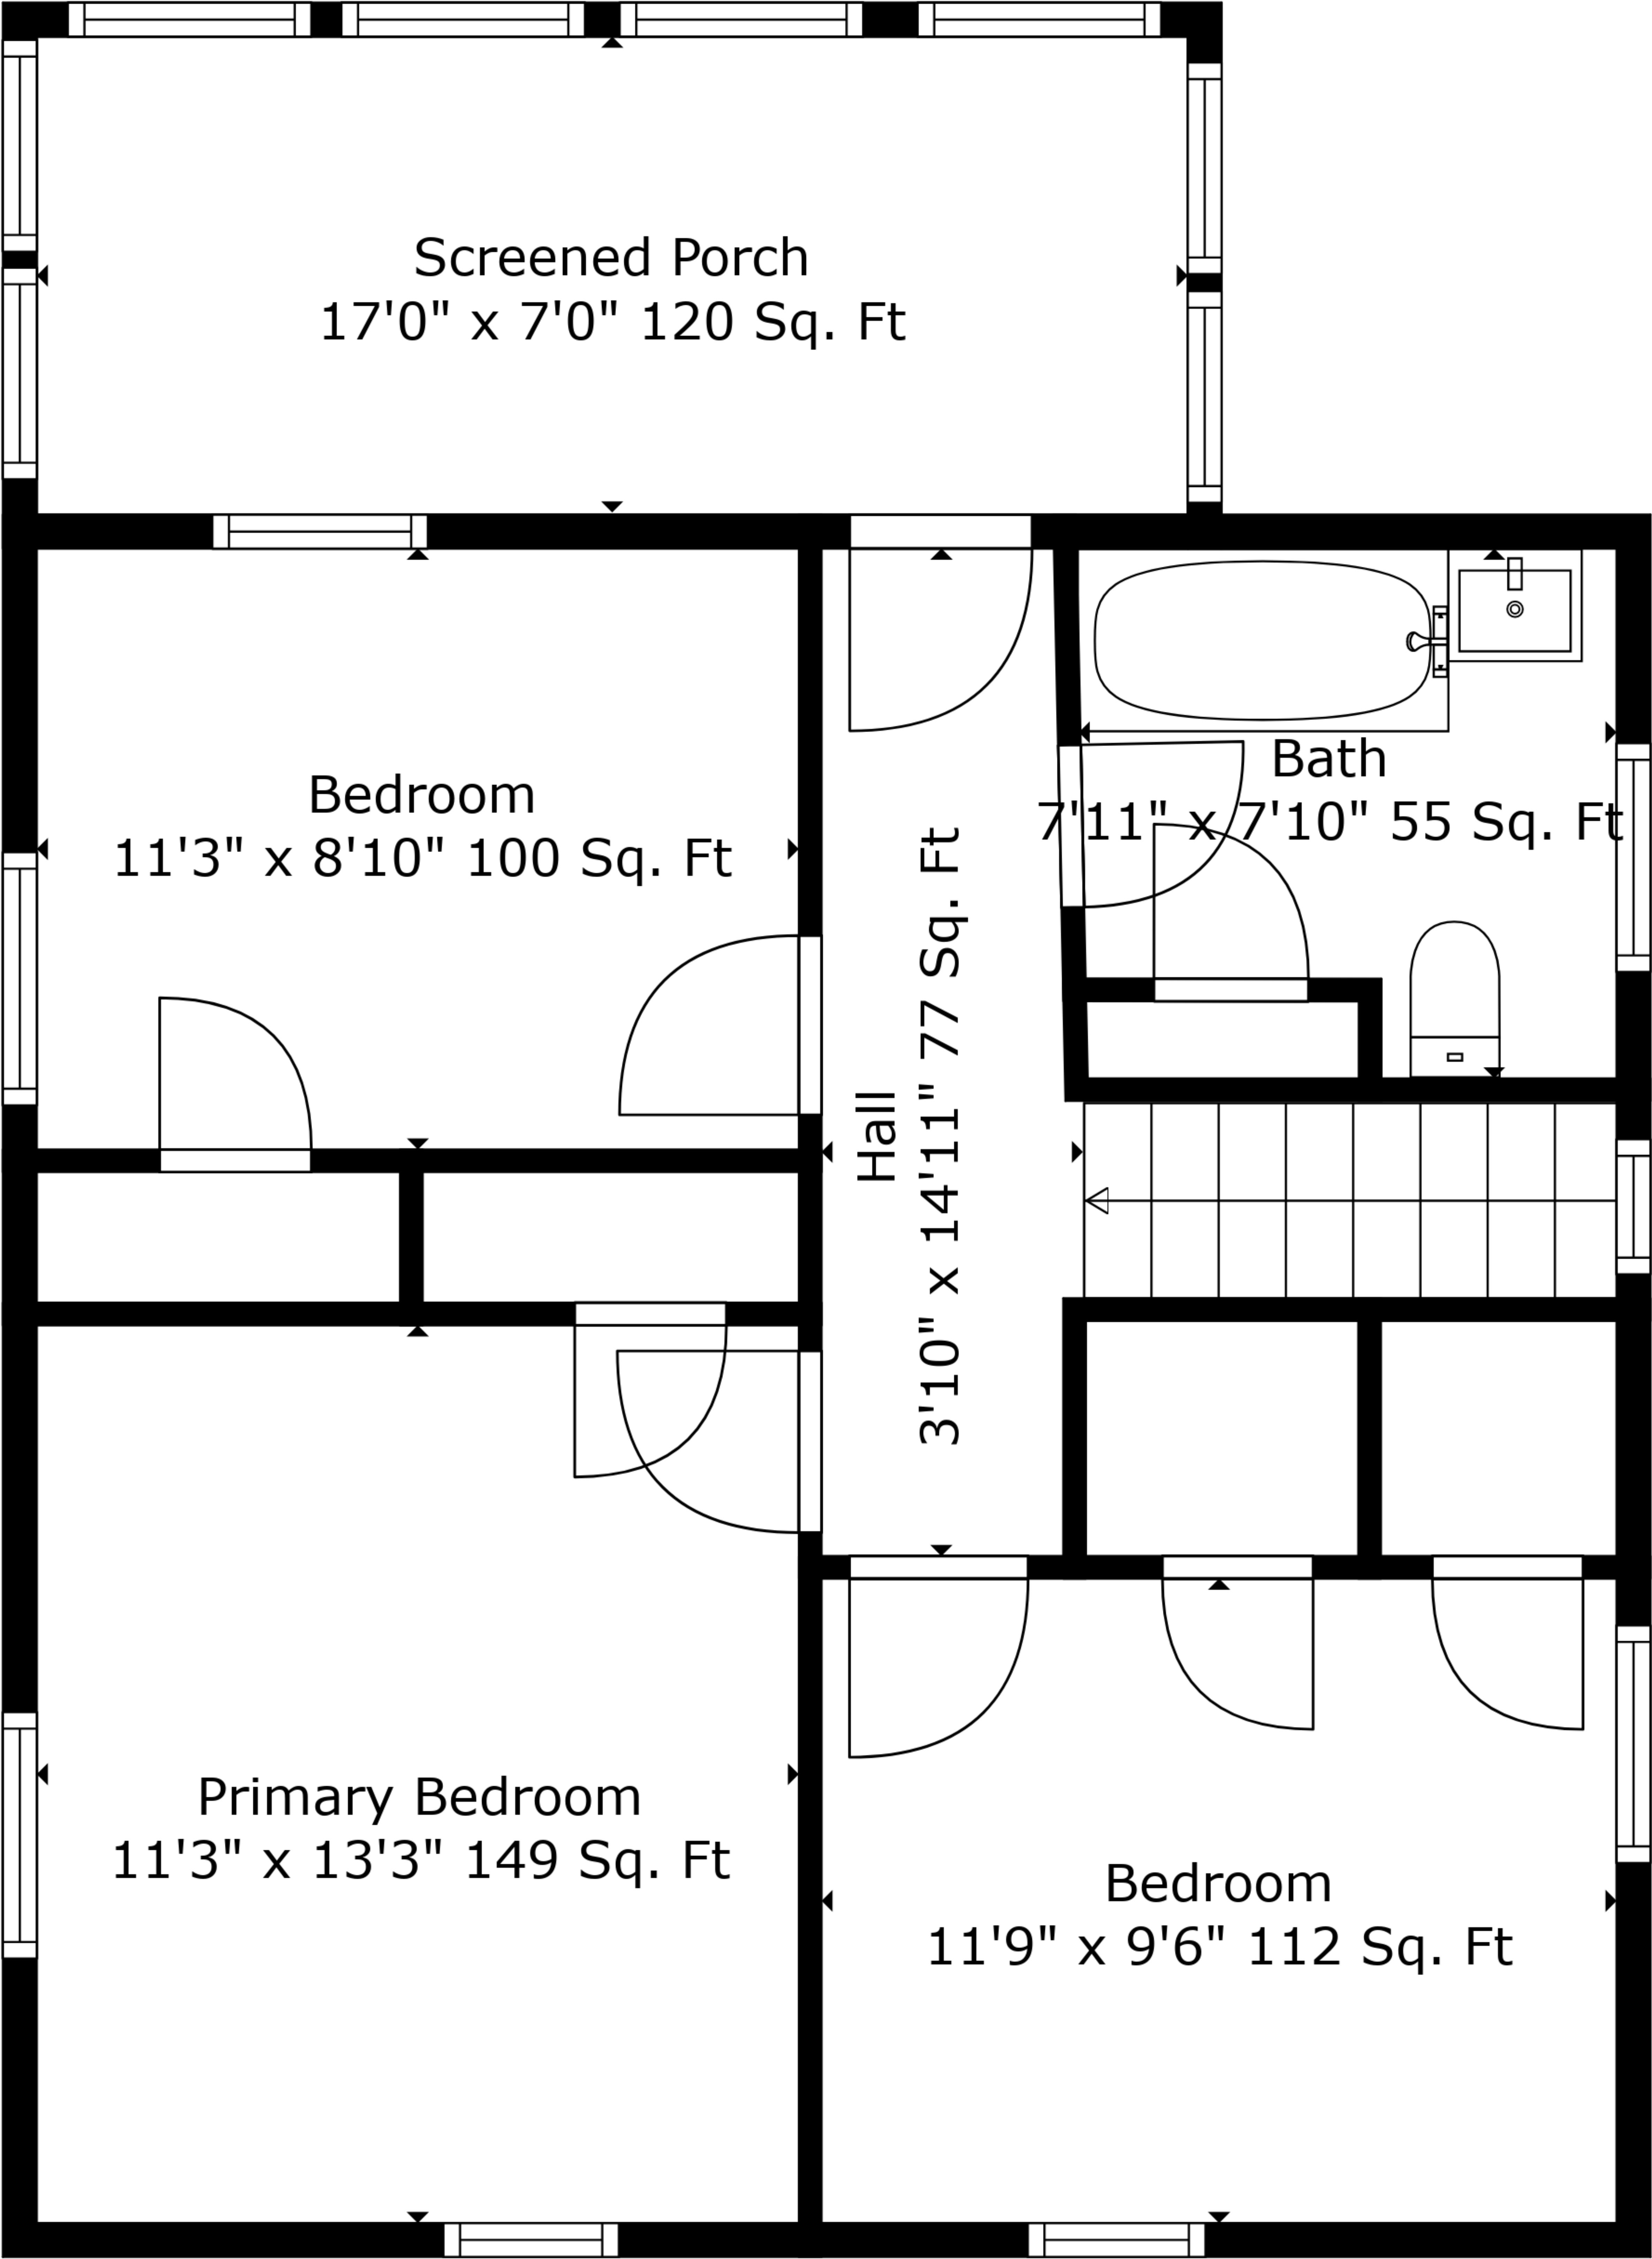 Screened Porch
17'0" x 7'0" 120 Sq. Ft
Bedroom
11'3" x 8'10" 100 Sq. Ft
Bath
7'11" x 7'10" 55 Sq. Ft
Hall
3'10" x 14'11" 77 Sq. Ft
Primary Bedroom
11'3" x 13'3" 149 Sq. Ft
Bedroom
11'9" x 9'6" 112 Sq. Ft